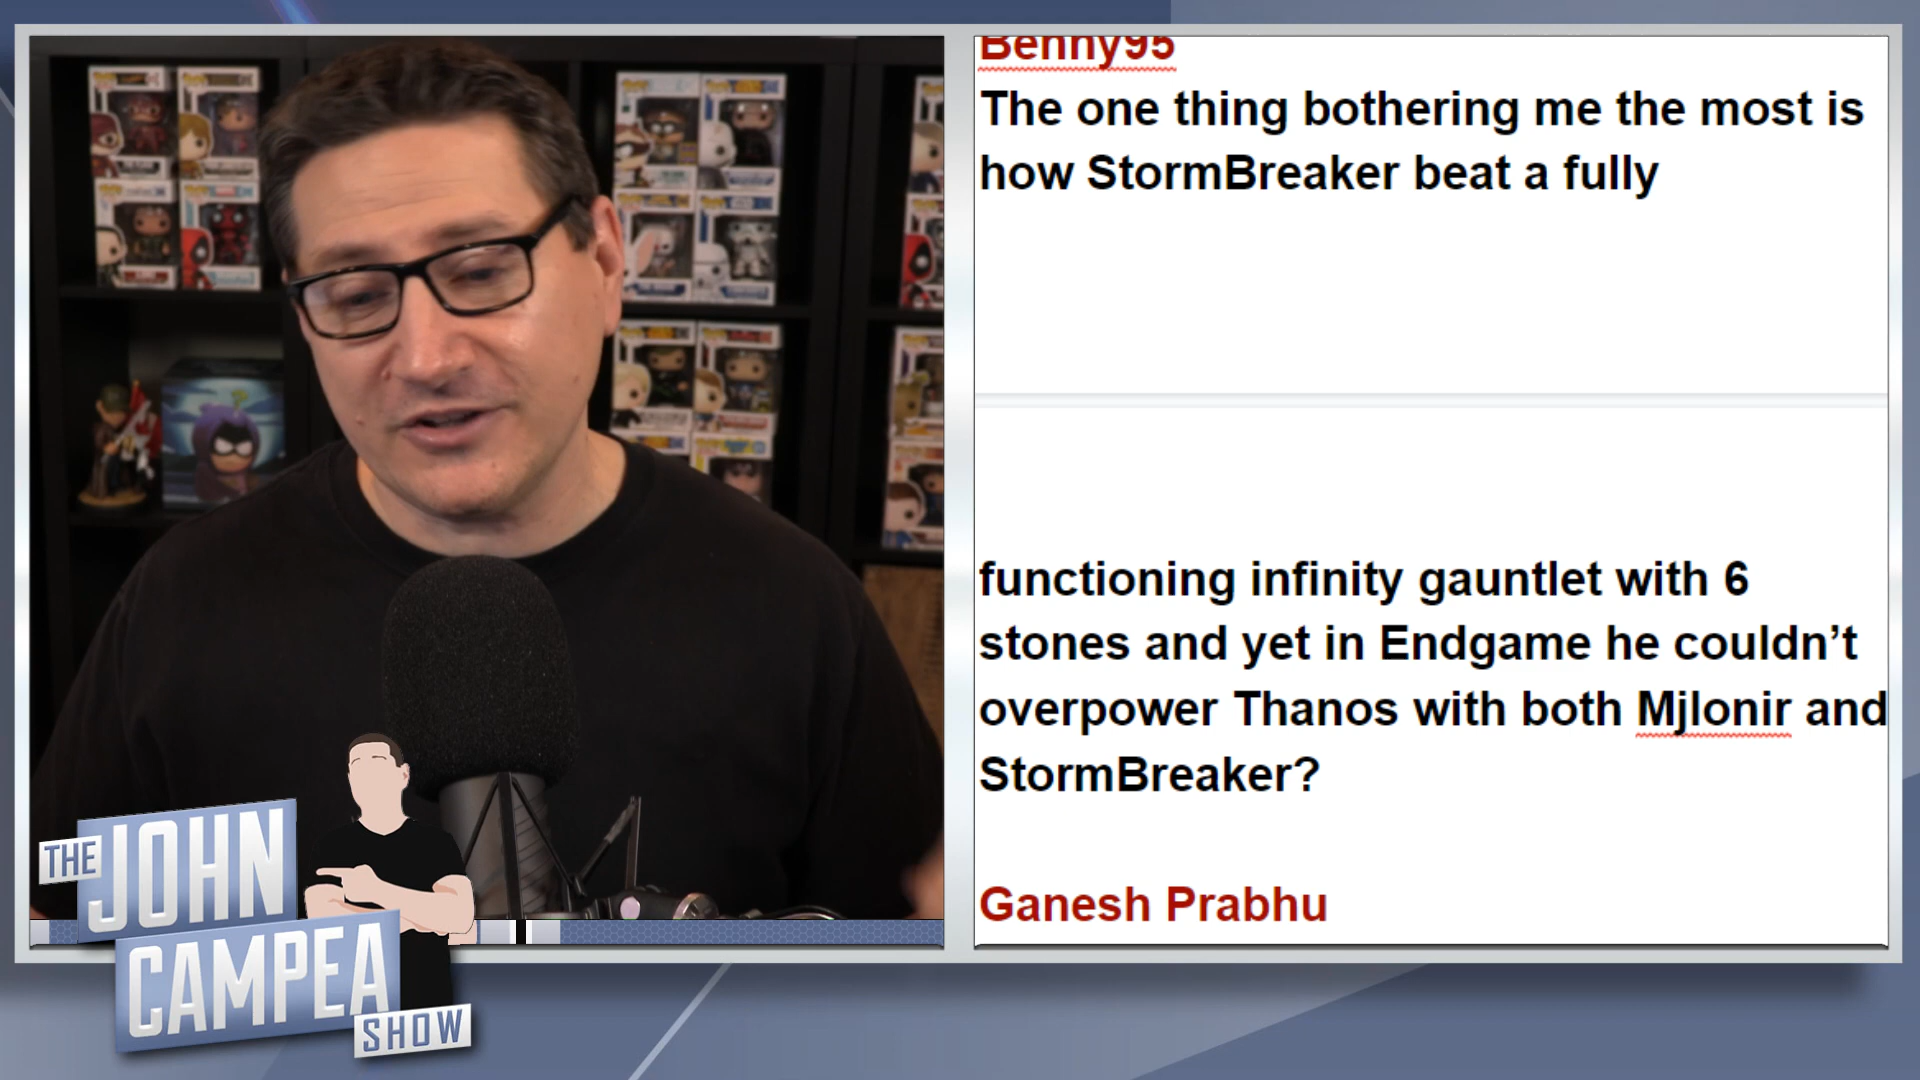 Benny95
The one thing bothering me the most is
how StormBreaker beat a fully
functioning infinity gauntlet with 6
stones and yet in Endgame he couldn’t
overpower Thanos with both Mjlonir and
StormBreaker?
Ganesh Prabhu
THE
JOHN
CAMPEA
SHOW